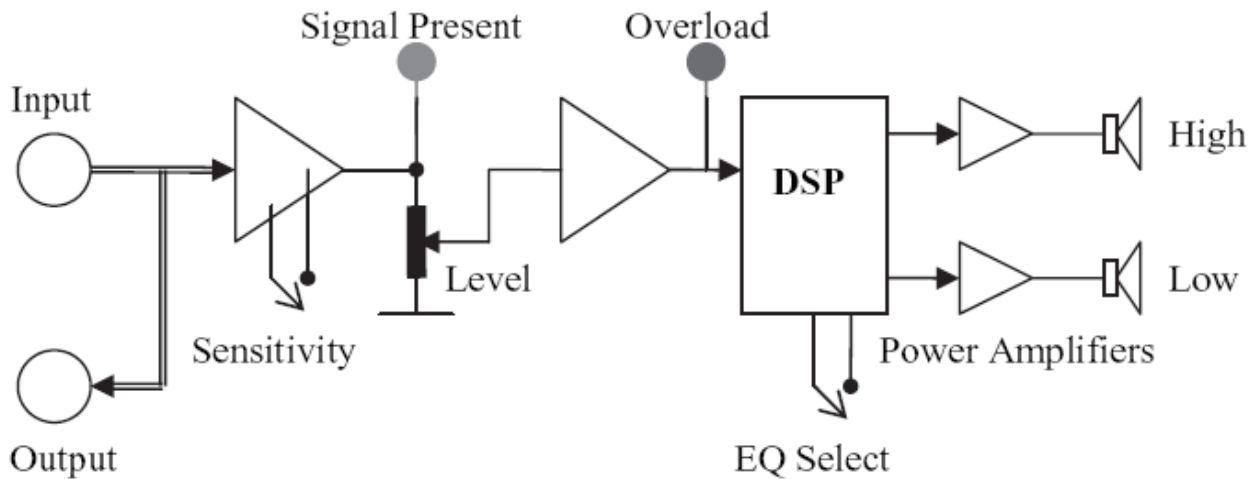 Signal Present
Overload
Input
High
DSP
Level
Low
Sensitivity
Power Amplifiers
Output
EQ Select